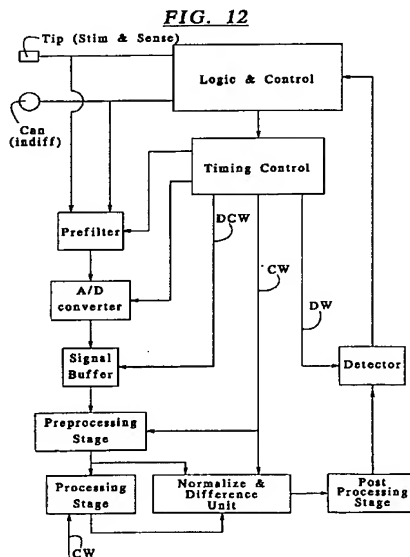 FIG. 12
Tip (Stim & Sense)
Logic & Control
Can
(indiff)
Timing Control
Prefilter
DCW
CW
A/D
converter
DW
Signal
Buffer
Detector
Preprocessing
Stage
Processing
Stage
Normalize &
Difference
Unit
Post
Processing
Stage
CW